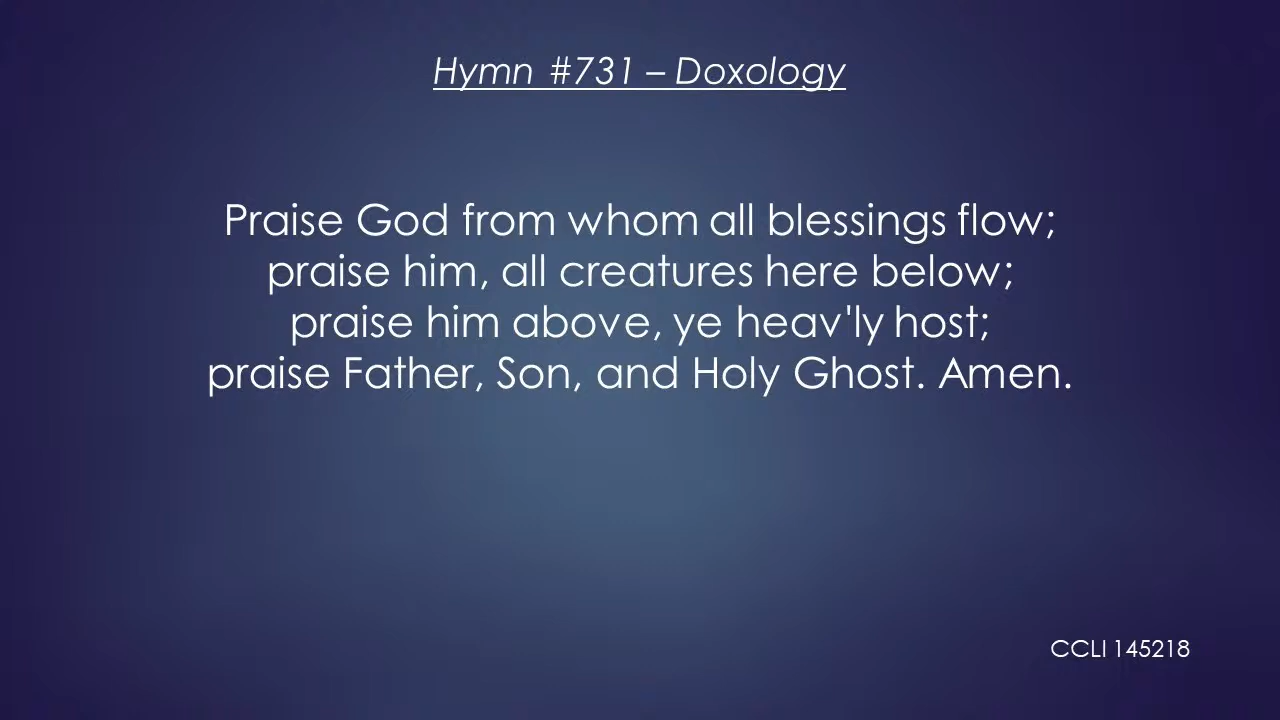 Hymn #731 – Doxology
Praise God from whom all blessings flow;
praise him, all creatures here below;
praise him above, ye heav'ly host;
praise Father, Son, and Holy Ghost. Amen.
CCLI 145218